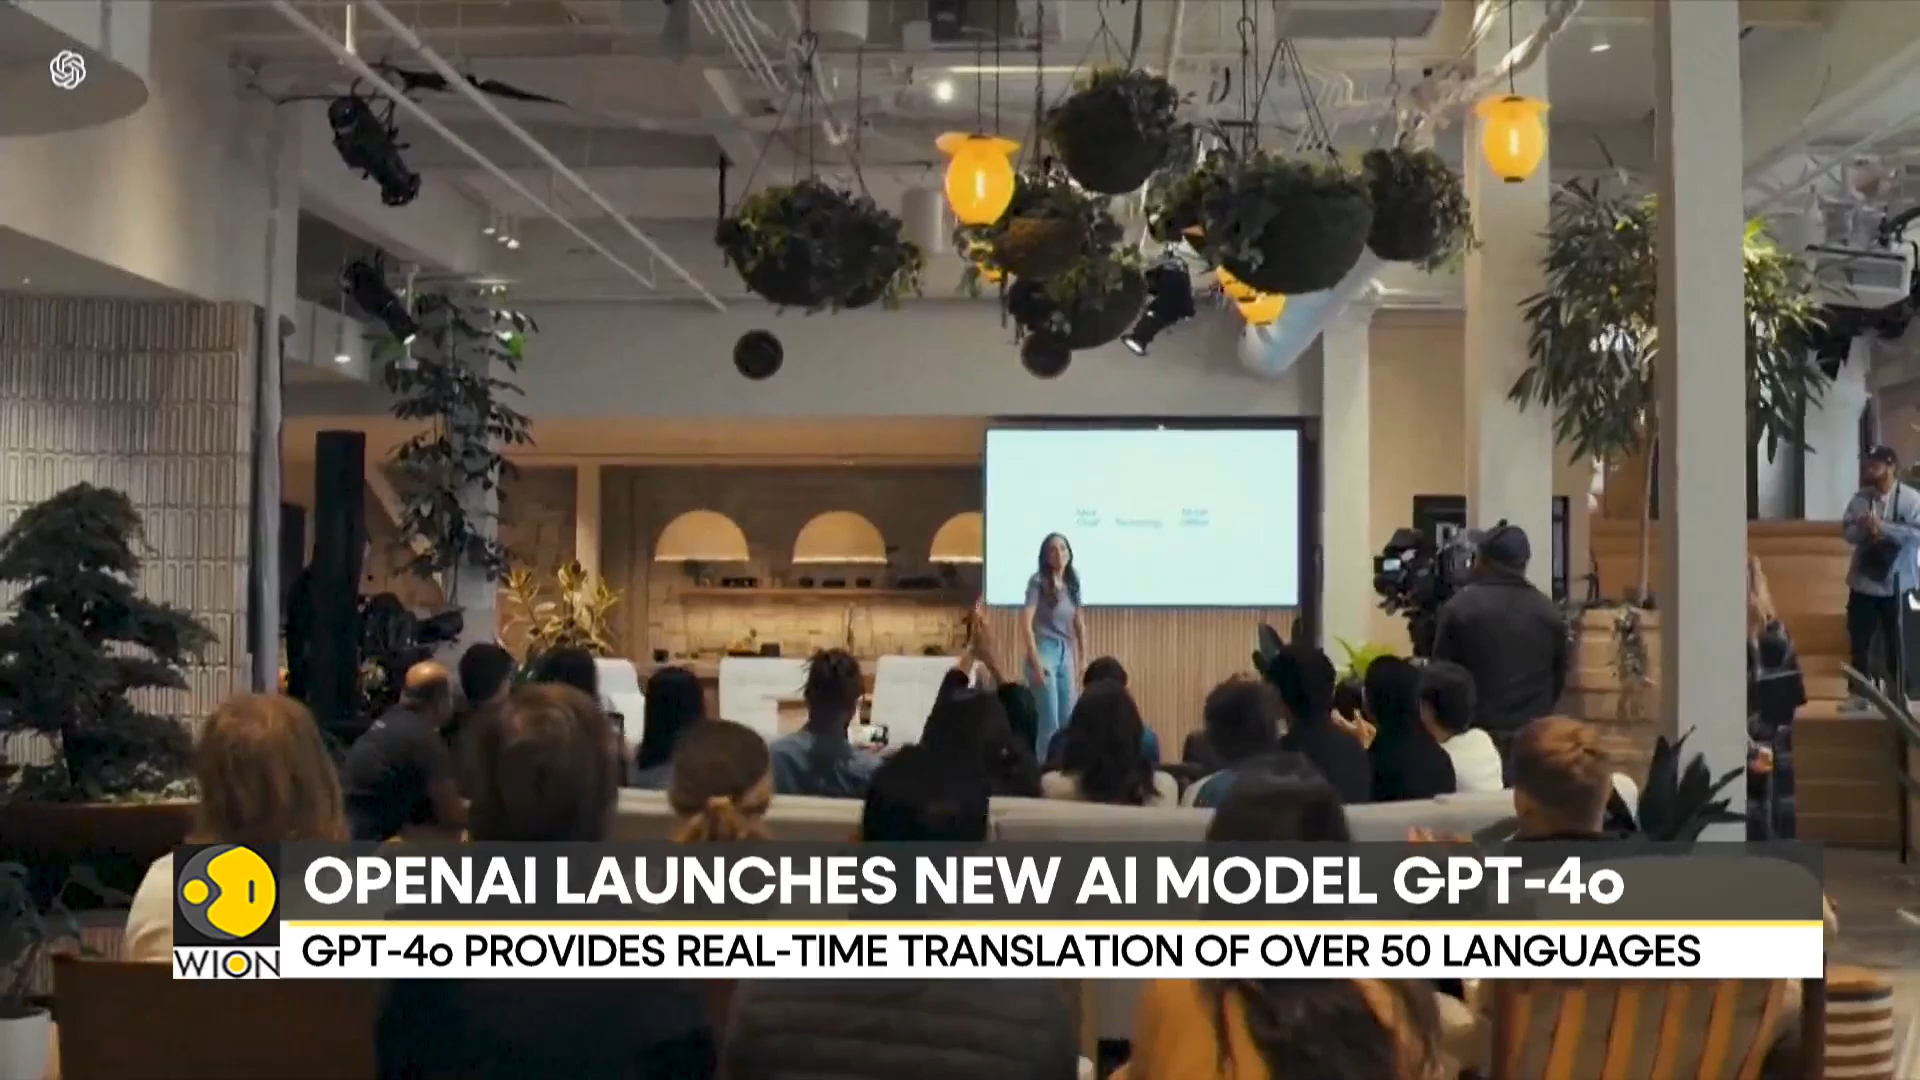 OPENAI LAUNCHES NEW AI MODEL GPT-4o
GPT-4o PROVIDES REAL-TIME TRANSLATION OF OVER 50 LANGUAGES
WION